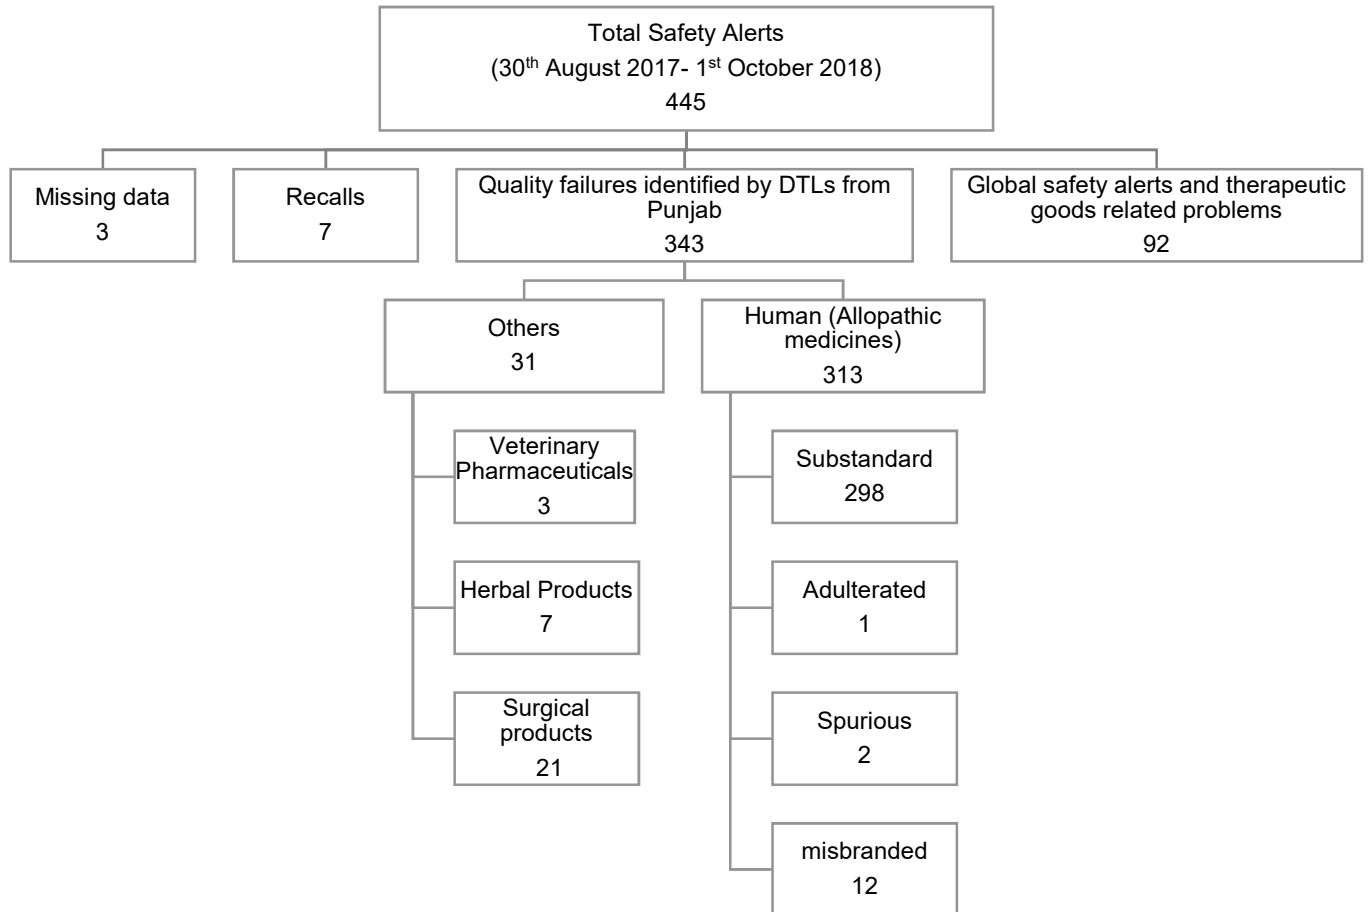 Total Safety Alerts
(30th August 2017- 1st October 2018)
445
Missing data
3
Recalls
7
Quality failures identified by DTLs from
Punjab
343
Global safety alerts and therapeutic
goods related problems
92
Others
31
Human (Allopathic
medicines)
313
Veterinary
Pharmaceuticals
3
Herbal Products
7
Surgical
products
21
Substandard
298
Adulterated
1
Spurious
2
misbranded
12